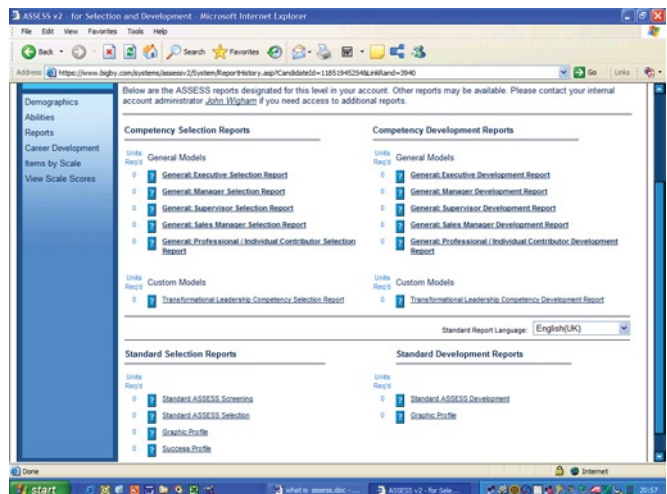 ASSESS v2 - for Selection and Development - Microsoft Internet Explorer
File Edit View Favorites Tools Help
Back Search Favorites
Address https://www.bigby.com/systems/assessv2/System/ReportHistory.asp?CandidateId=11851945254&LinkRand=3940 Go Links
Demographics
Abilities
Reports
Career Development
Items by Scale
View Scale Scores
Below are the ASSESS reports designated for this level in your account. Other reports may be available. Please contact your internal
account administrator John Wigham if you need access to additional reports.
Competency Selection Reports
Units
Req'd General Models
0 ? General: Executive Selection Report
0 ? General: Manager Selection Report
0 ? General: Supervisor Selection Report
0 ? General: Sales Manager Selection Report
0 ? General: Professional / Individual Contributor Selection
Report
Units
Req'd Custom Models
0 ? Transformational Leadership Competency Selection Report
Competency Development Reports
Units
Req'd General Models
0 ? General: Executive Development Report
0 ? General: Manager Development Report
0 ? General: Supervisor Development Report
0 ? General: Sales Manager Development Report
0 ? General: Professional / Individual Contributor Development
Report
Units
Req'd Custom Models
0 ? Transformational Leadership Competency Development Report
Standard Report Language: English(UK)
Standard Selection Reports
Units
Req'd
0 ? Standard ASSESS Screening
0 ? Standard ASSESS Selection
0 ? Graphic Profile
0 ? Success Profile
Standard Development Reports
Units
Req'd
0 ? Standard ASSESS Development
0 ? Graphic Profile
Done Internet
start what is assess.doc - ... ASSESS v2 - for Sele... 20:57